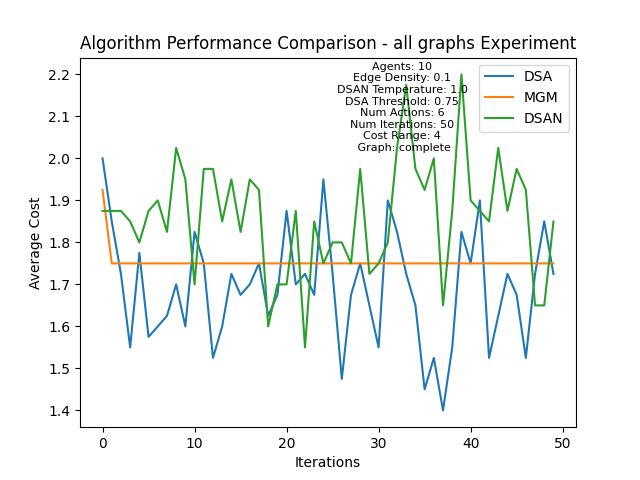 Algorithm Performance Comparison - all graphs Experiment
Agents: 10
Edge Density: 0.1
DSAN Temperature: 1.0
DSA Threshold: 0.75
Num Actions: 6
Num Iterations: 50
Cost Range: 4
Graph: complete
DSA
MGM
DSAN
Average Cost
2.2
2.1
2.0
1.9
1.8
1.7
1.6
1.5
1.4
0
10
20
30
40
50
Iterations